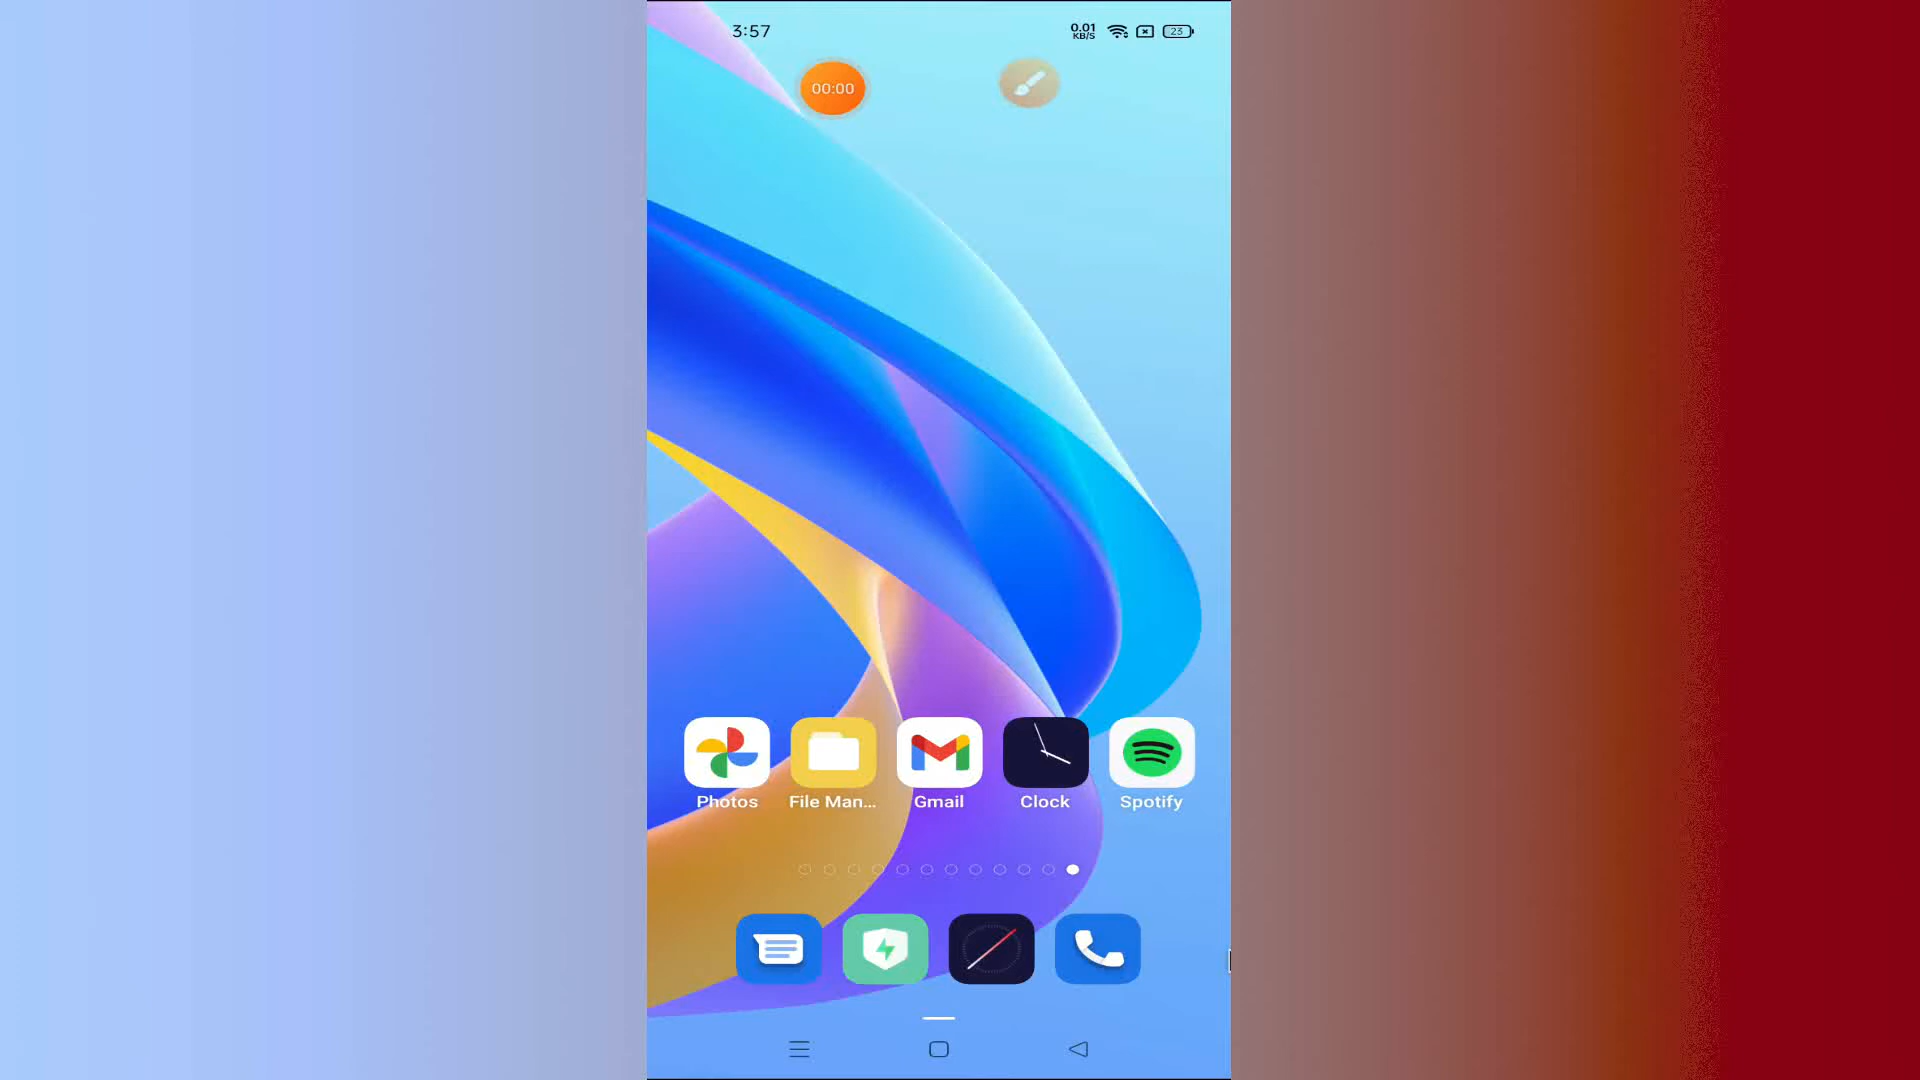 3:57
0.01
KB/S
23
00:00
Photos
File Man...
Gmail
Clock
Spotify